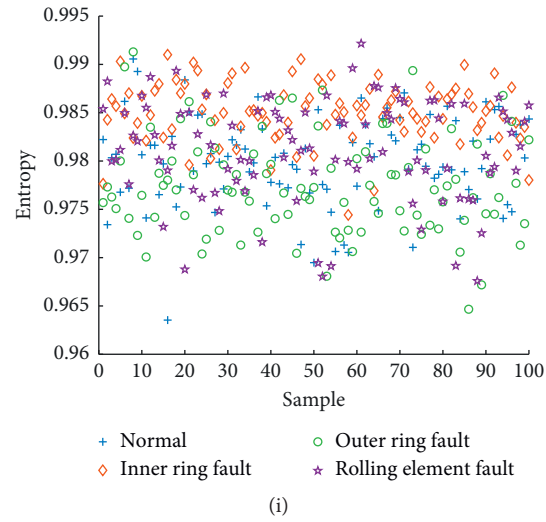 0.995
0.99
0.985
0.98
0.975
0.97
0.965
0.96
Entropy
0 10 20 30 40 50 60 70 80 90 100
Sample
Normal
Outer ring fault
Inner ring fault
Rolling element fault
(i)